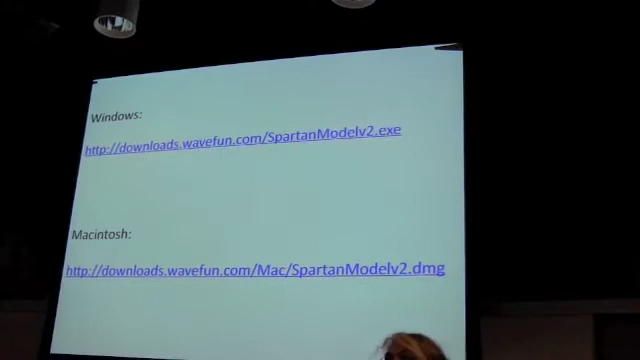 Windows:
http://downloads.wavefun.com/SpartanModelv2.exe
Macintosh:
http://downloads.wavefun.com/Mac/SpartanModelv2.dmg